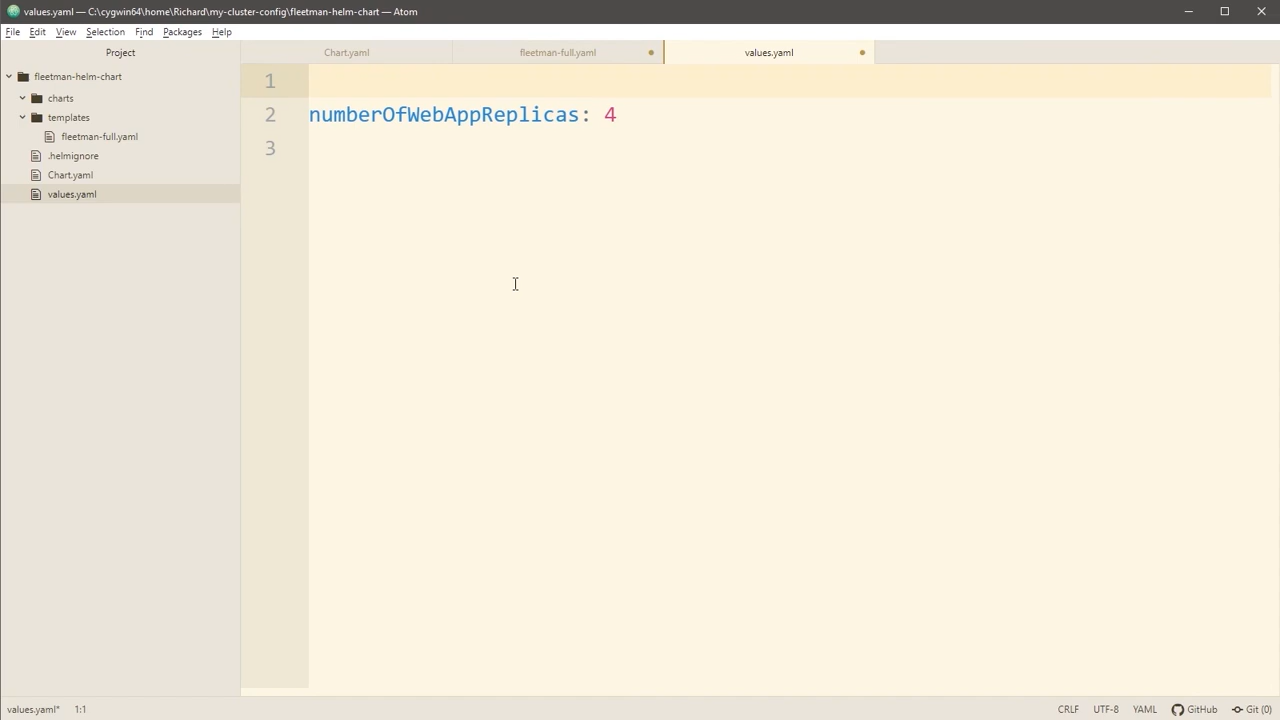 values.yaml — C:\cygwin64\home\Richard\my-cluster-config\fleetman-helm-chart — Atom
File Edit View Selection Find Packages Help
Project
fleetman-helm-chart
charts
templates
fleetman-full.yaml
.helmignore
Chart.yaml
values.yaml
Chart.yaml fleetman-full.yaml values.yaml
1
2 numberOfWebAppReplicas: 4
3
values.yaml* 1:1 CRLF UTF-8 YAML GitHub Git (0)